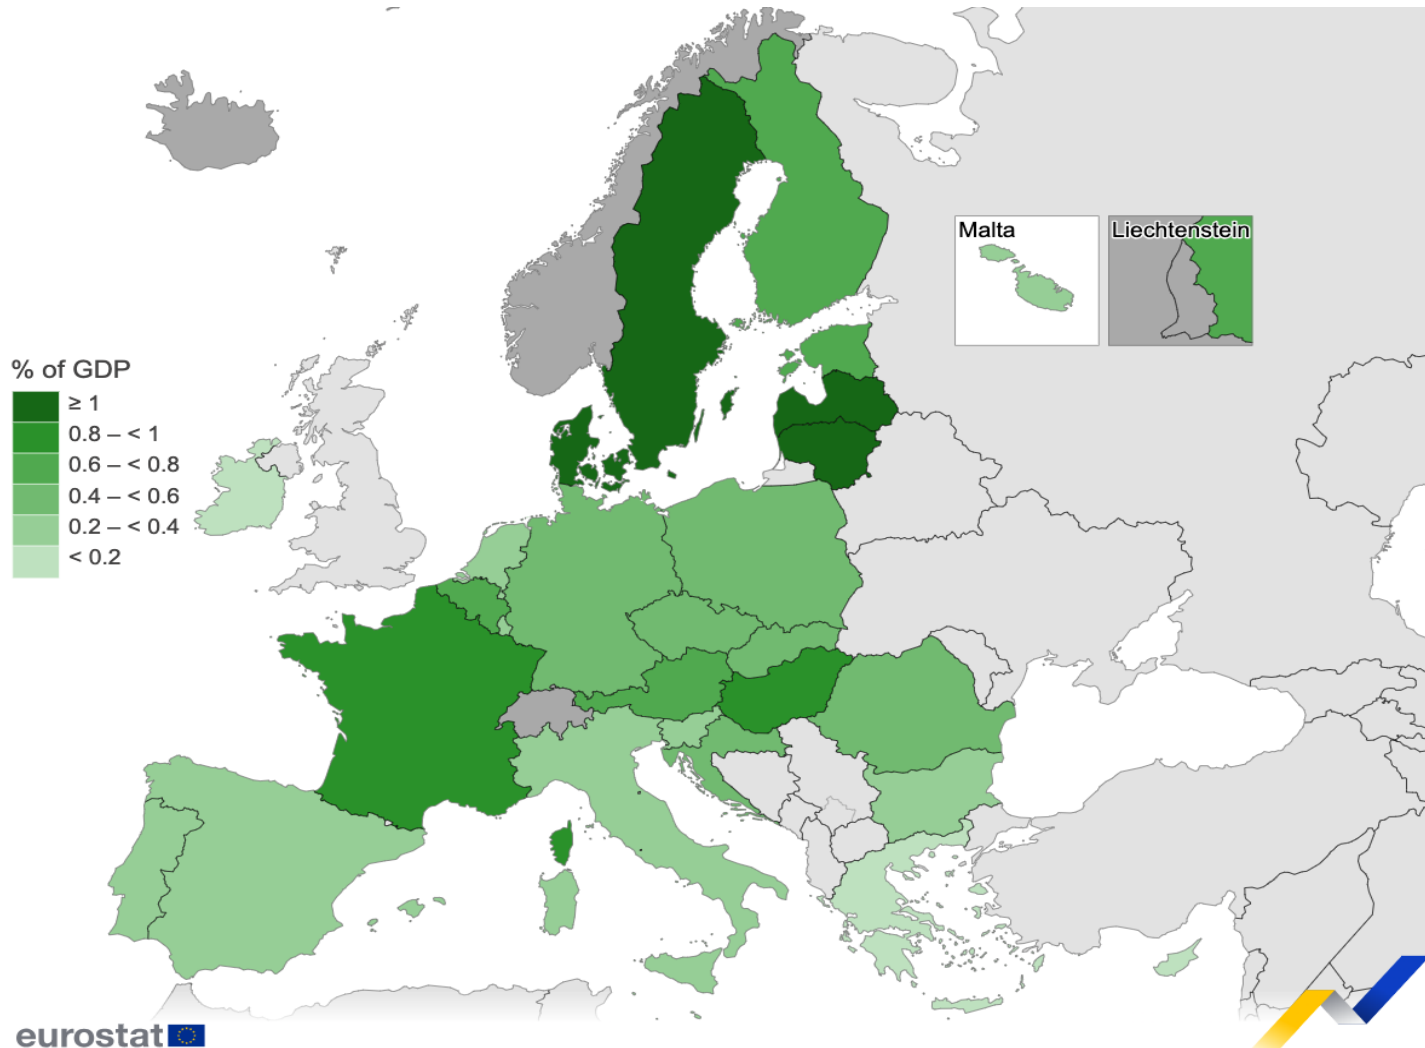 Malta
Liechtenstein
% of GDP
≥ 1
0.8 – < 1
0.6 – < 0.8
0.4 – < 0.6
0.2 – < 0.4
< 0.2
eurostat